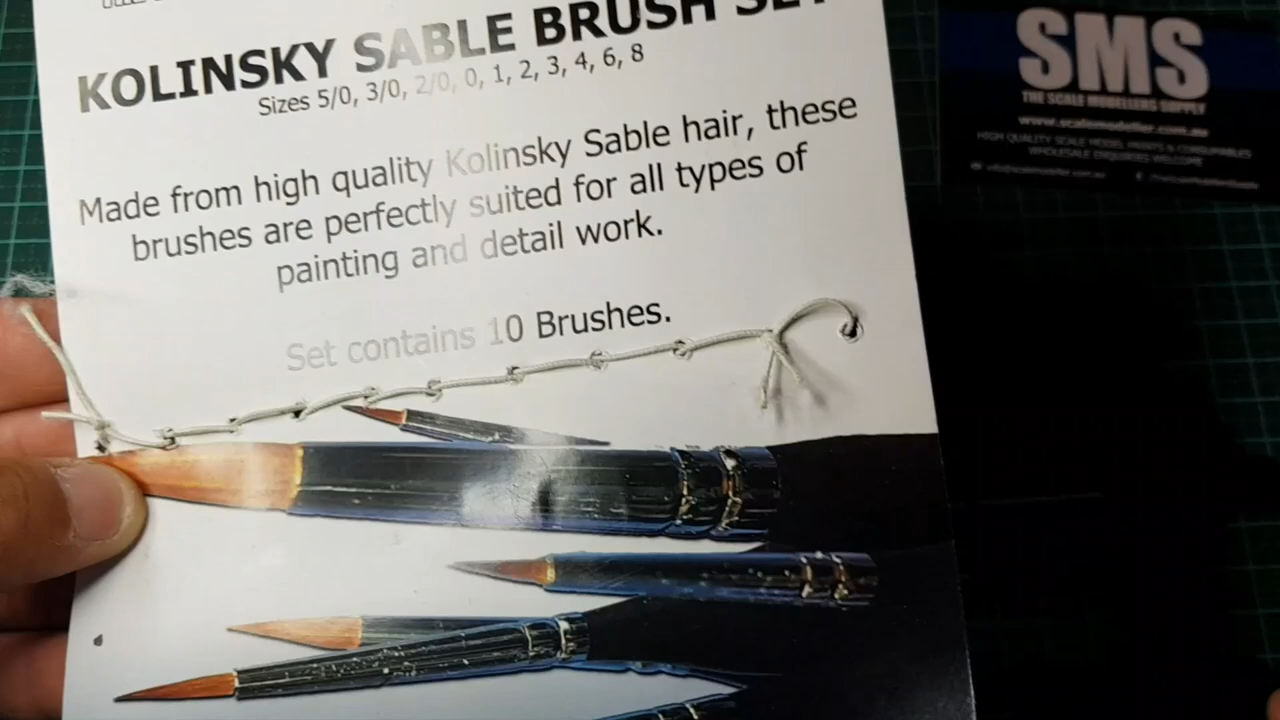 KOLINSKY SABLE BRUSH SET
Sizes 5/0, 3/0, 2/0, 0, 1, 2, 3, 4, 6, 8
Made from high quality Kolinsky Sable hair, these
brushes are perfectly suited for all types of
painting and detail work.
Set contains 10 Brushes.
SMS
THE SCALE MODELLERS SUPPLY
www.scalemodeller.com.au
HIGH QUALITY SCALE MODEL PAINTS & CONSUMABLES
WHOLESALE ENQUIRIES WELCOME